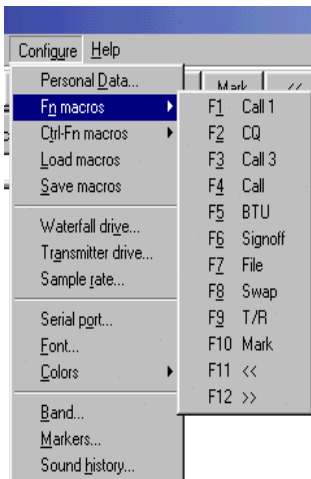 Configure Help
Mark <<
Personal Data...
Fn macros
Ctrl-Fn macros
Load macros
Save macros
Waterfall drive...
Transmitter drive...
Sample rate...
Serial port...
Font...
Colors
Band...
Markers...
Sound history...
F1 Call 1
F2 CQ
F3 Call 3
F4 Call
F5 BTU
F6 Signoff
F7 File
F8 Swap
F9 T/R
F10 Mark
F11 <<
F12 >>